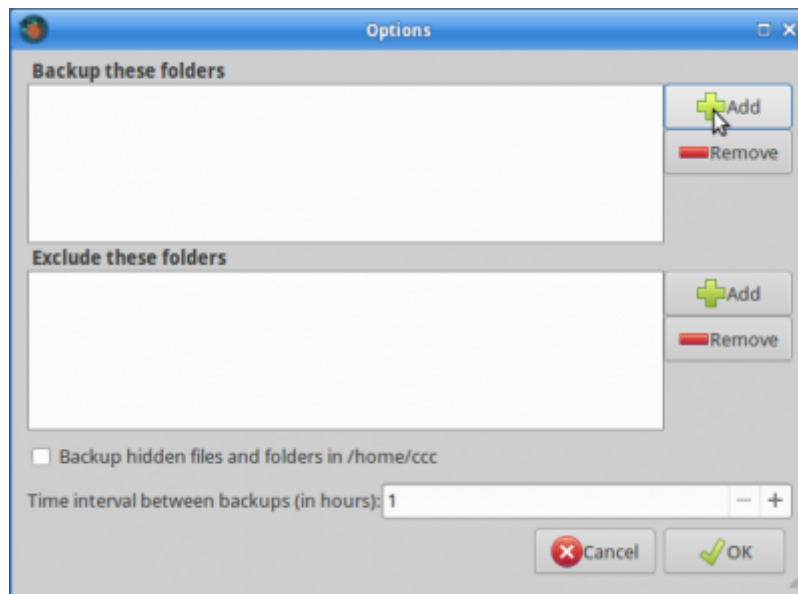 Options
Backup these folders
Add
Remove
Exclude these folders
Add
Remove
Backup hidden files and folders in /home/ccc
Time interval between backups (in hours): 1
Cancel OK